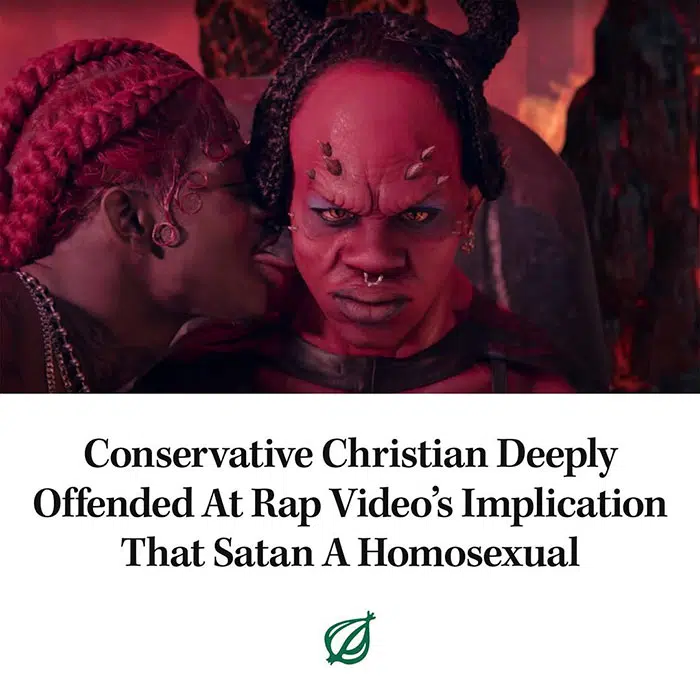 Conservative Christian Deeply
Offended At Rap Video’s Implication
That Satan A Homosexual